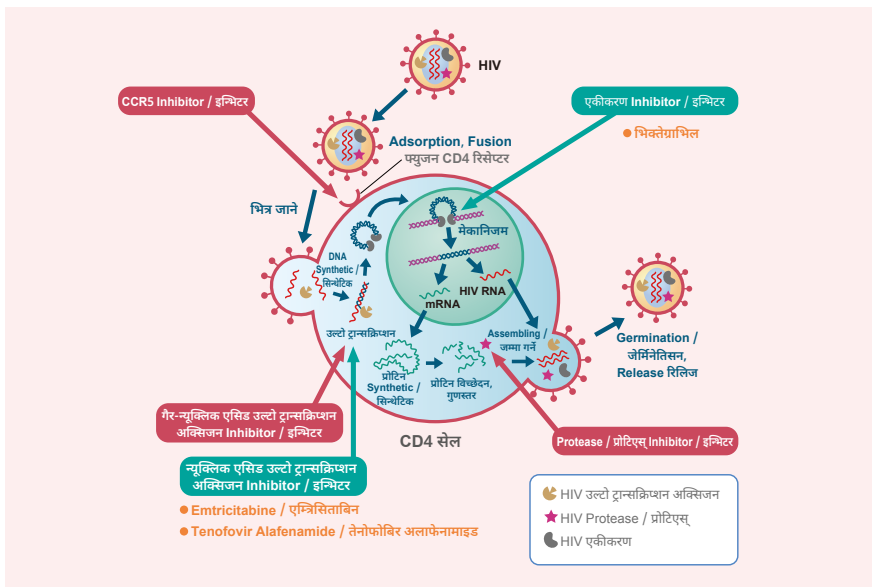 HIV
CCR5 Inhibitor / इन्भिटर
एकीकरण Inhibitor / इन्भिटर
भिक्तेग्राभिल
Adsorption, Fusion
फ्युजन CD4 रिसेप्टर
भित्र जाने
मेकानिजम
DNA
Synthetic /
सिन्थेटिक
HIV RNA
mRNA
उल्टो ट्रान्सक्रिप्शन
Assembling /
जम्मा गर्ने
प्रोटिन
Synthetic /
सिन्थेटिक
प्रोटिन विच्छेदन,
गुणस्तर
Germination /
जेर्मिनेतिसन,
Release रिलिज
CD4 सेल
गैर-न्यूक्लिक एसिड उल्टो ट्रान्सक्रिप्शन
अक्सिजन Inhibitor / इन्भिटर
Protease / प्रोटिएस् Inhibitor / इन्भिटर
न्यूक्लिक एसिड उल्टो ट्रान्सक्रिप्शन
अक्सिजन Inhibitor / इन्भिटर
Emtricitabine / एम्त्रिसिताबिन
Tenofovir Alafenamide / तेनोफोबिर अलाफेनामाइड
HIV उल्टो ट्रान्सक्रिप्शन अक्सिजन
HIV Protease / प्रोटिएस्
HIV एकीकरण